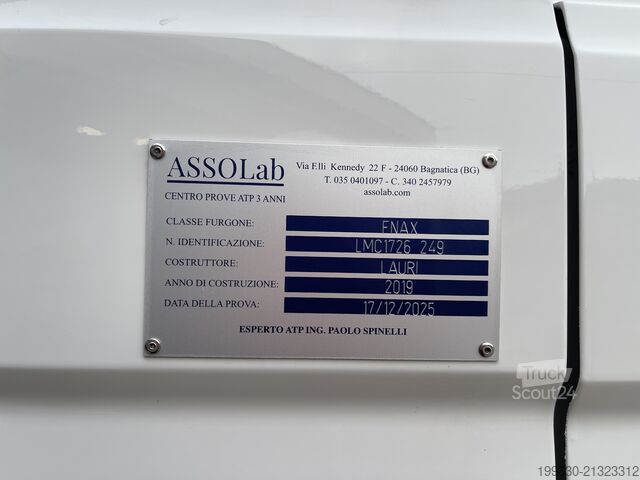 ASSOLab
Via F.lli Kennedy 22 F - 24060 Bagnatica (BG)
T. 035 0401097 - C. 340 2457979
assolab.com
CENTRO PROVE ATP 3 ANNI
CLASSE FURGONE: FNAX
N. IDENTIFICAZIONE: LMC1726 249
COSTRUTTORE: LAURI
ANNO DI COSTRUZIONE: 2019
DATA DELLA PROVA: 17/12/2025
ESPERTO ATP ING. PAOLO SPINELLI
Truck
Scout24
199330-21323312